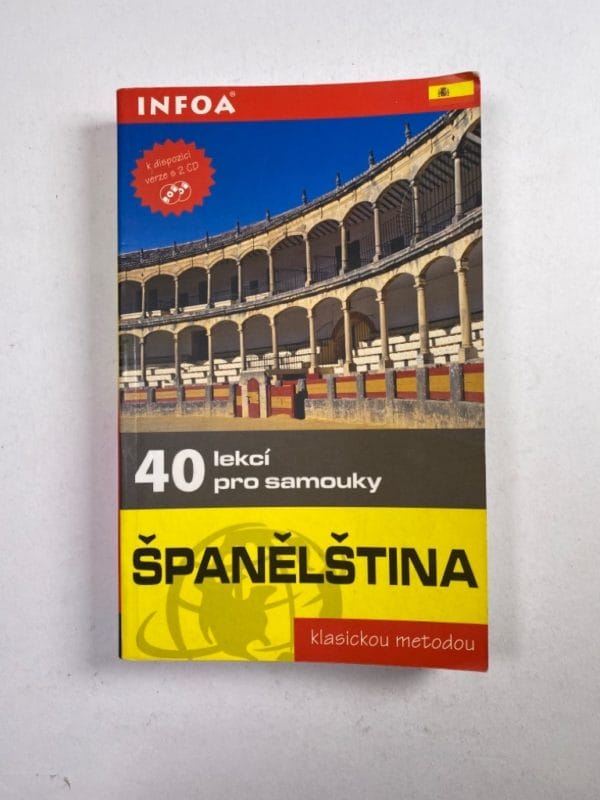 INFOA®
k dispozici
verze s 2 CD
40 lekcí
pro samouky
ŠPANĚLŠTINA
klasickou metodou